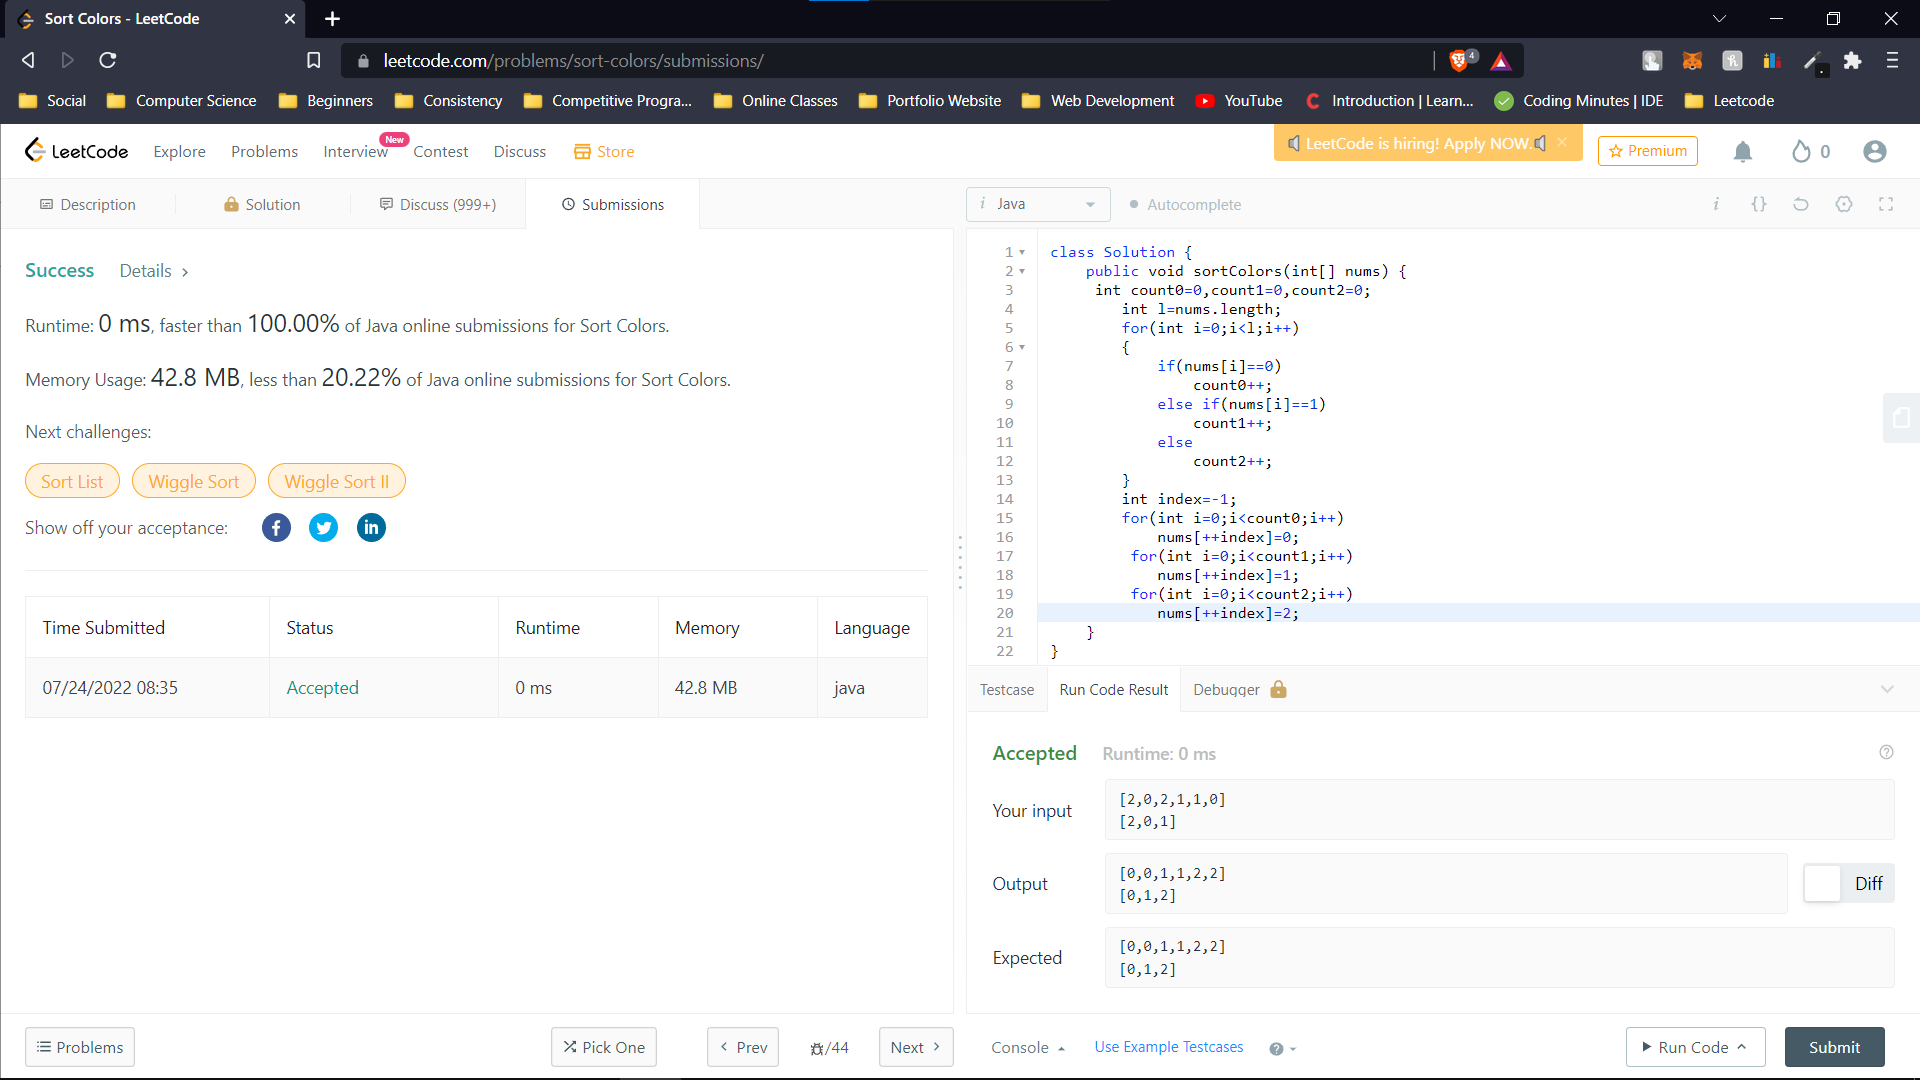 Sort Colors - LeetCode
leetcode.com/problems/sort-colors/submissions/
4
Social Computer Science Beginners Consistency Competitive Progra... Online Classes Portfolio Website Web Development YouTube Introduction | Learn... Coding Minutes | IDE Leetcode
LeetCode Explore Problems Interview New Contest Discuss Store LeetCode is hiring! Apply NOW. Premium 0
Description Solution Discuss (999+) Submissions
i Java Autocomplete i {}
Success Details >
Runtime: 0 ms, faster than 100.00% of Java online submissions for Sort Colors.
Memory Usage: 42.8 MB, less than 20.22% of Java online submissions for Sort Colors.
Next challenges:
Sort List Wiggle Sort Wiggle Sort II
Show off your acceptance: f in
Time Submitted Status Runtime Memory Language
07/24/2022 08:35 Accepted 0 ms 42.8 MB java
1 class Solution {
2 public void sortColors(int[] nums) {
3 int count0=0,count1=0,count2=0;
4 int l=nums.length;
5 for(int i=0;i<l;i++)
6 {
7 if(nums[i]==0)
8 count0++;
9 else if(nums[i]==1)
10 count1++;
11 else
12 count2++;
13 }
14 int index=-1;
15 for(int i=0;i<count0;i++)
16 nums[++index]=0;
17 for(int i=0;i<count1;i++)
18 nums[++index]=1;
19 for(int i=0;i<count2;i++)
20 nums[++index]=2;
21 }
22 }
Testcase Run Code Result Debugger
Accepted Runtime: 0 ms
Your input
[2,0,2,1,1,0]
[2,0,1]
Output
[0,0,1,1,2,2]
[0,1,2]
Diff
Expected
[0,0,1,1,2,2]
[0,1,2]
Problems Pick One < Prev /44 Next > Console Use Example Testcases Run Code Submit